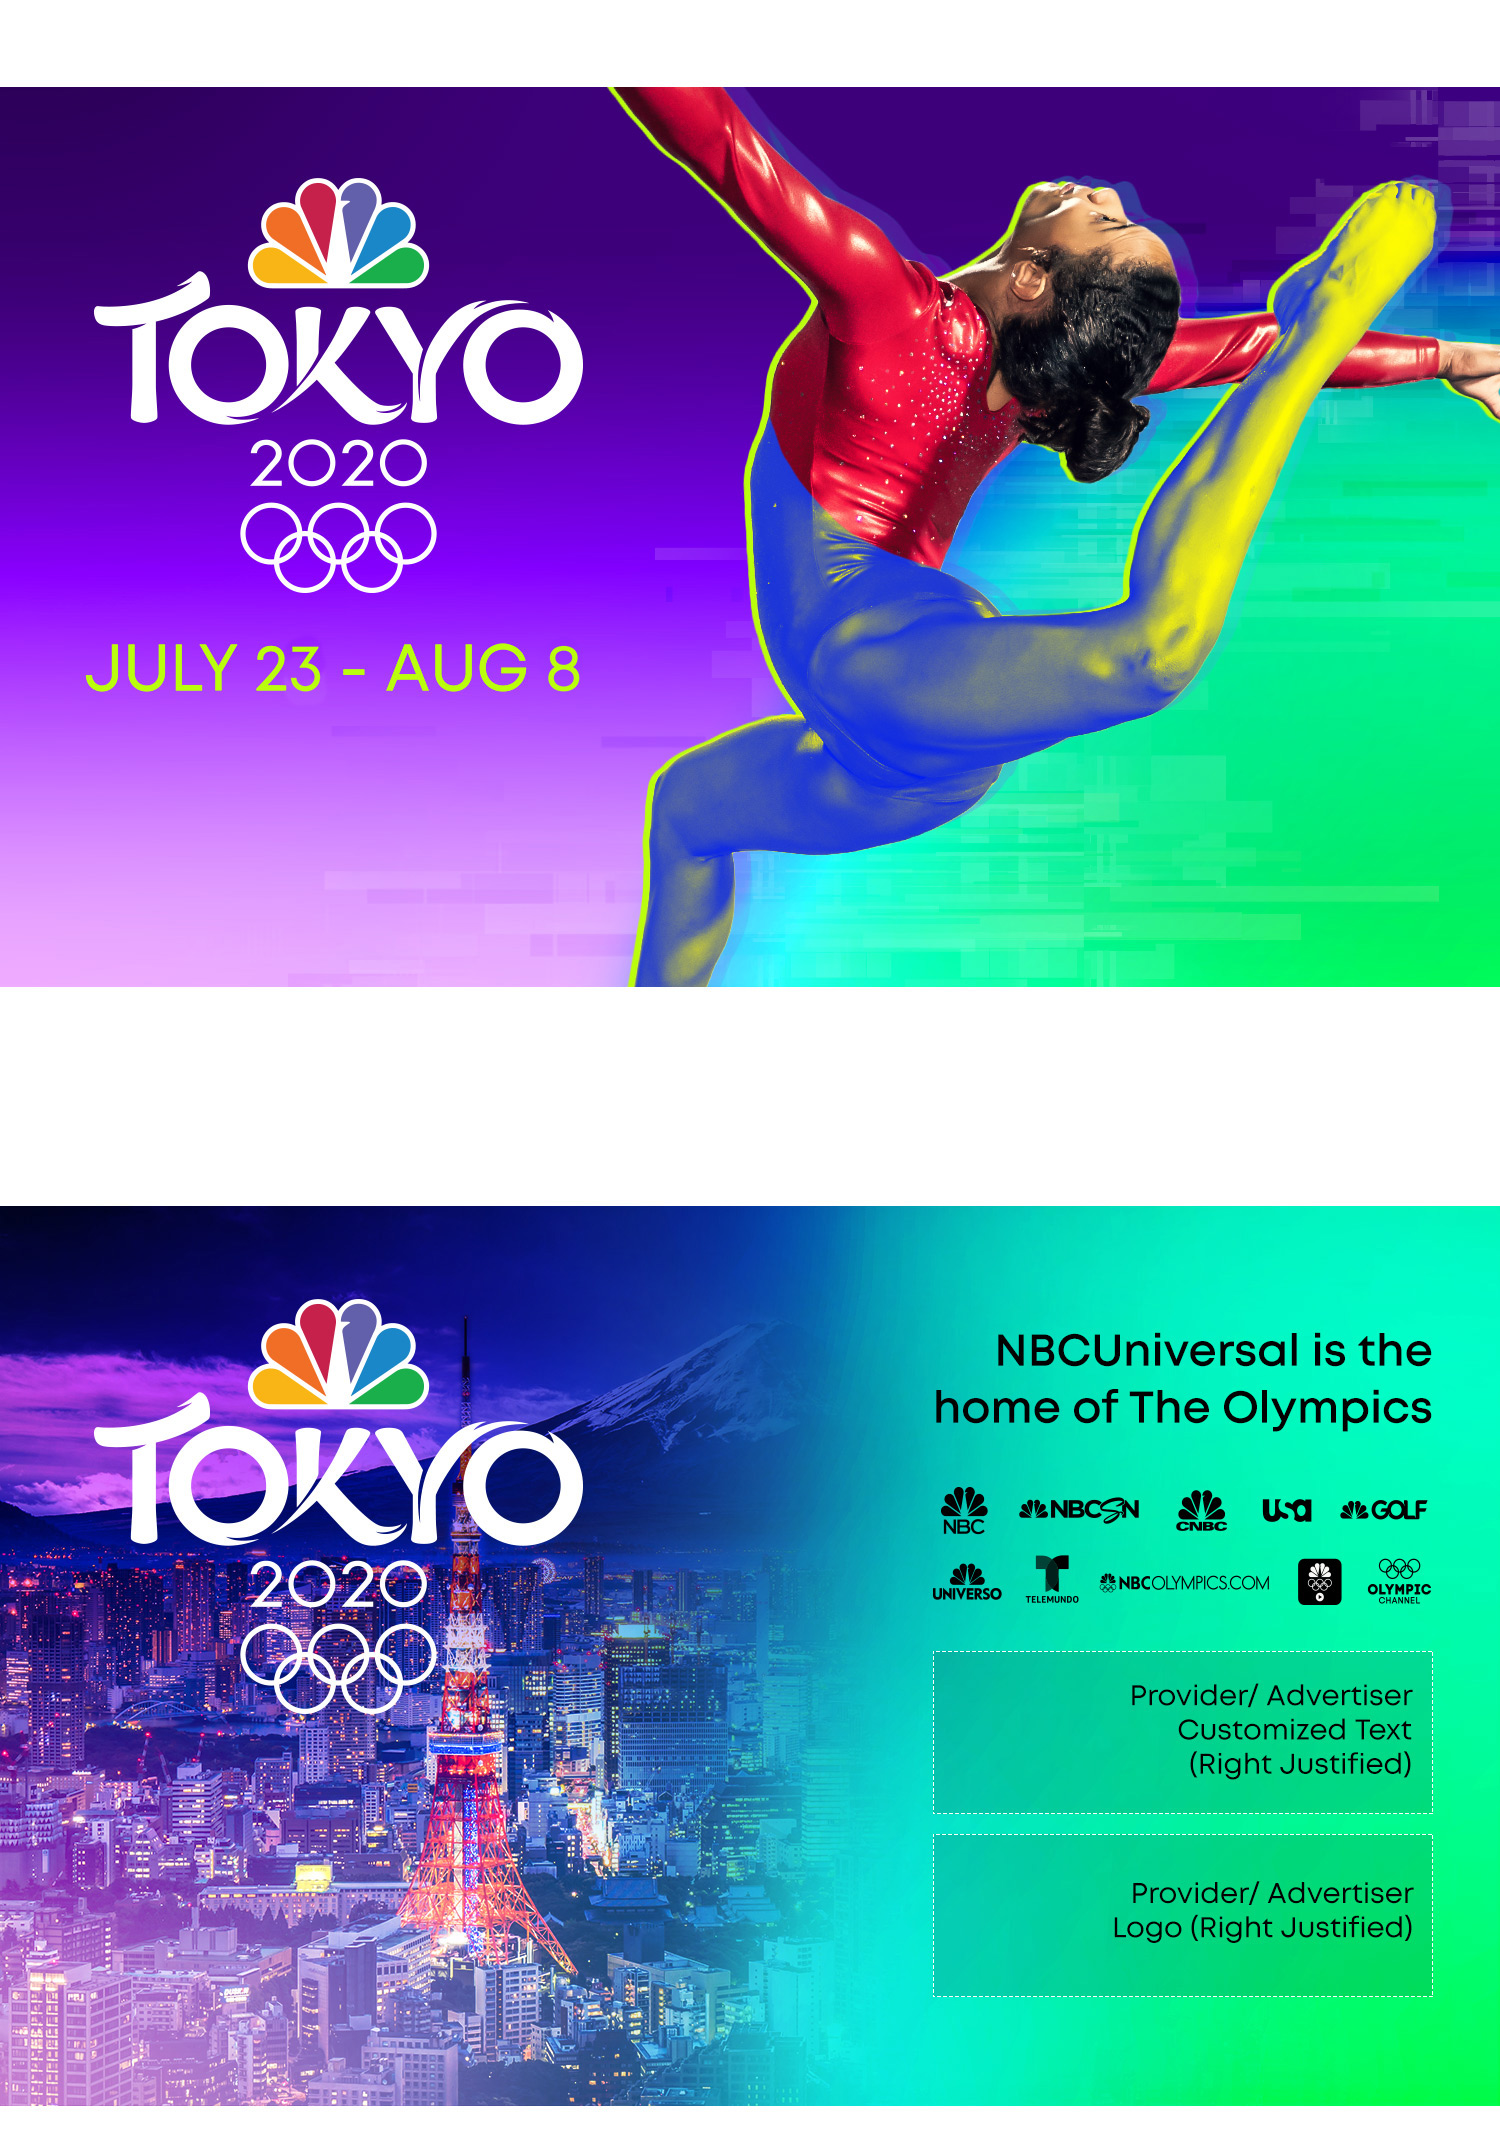 TOKYO
2020
JULY 23 - AUG 8
TOKYO
2020
NBCUniversal is the
home of The Olympics
NBC NBCSN CNBC USA GOLF
UNIVERSO TELEMUNDO NBCOLYMPICS.COM OLYMPIC CHANNEL
Provider/ Advertiser
Customized Text
(Right Justified)
Provider/ Advertiser
Logo (Right Justified)